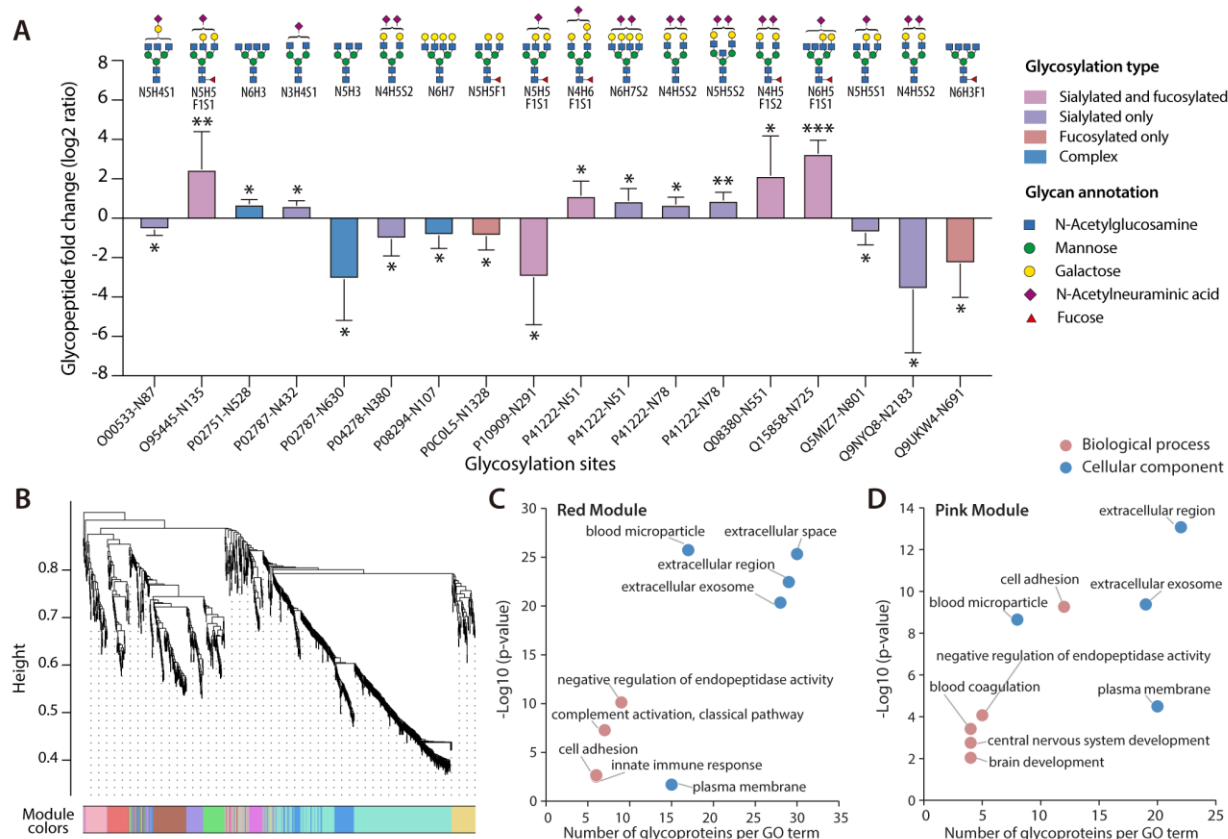 A
Glycopeptide fold change (log2 ratio)
8
6
4
2
0
-2
-4
-6
-8
N5H4S1
N5H5
F1S1
N6H3
N3H4S1
N5H3
N4H5S2
N6H7
N5H5F1
N5H5
F1S1
N4H6
F1S1
N6H7S2
N4H5S2
N5H5S2
N4H5
F1S2
N6H5
F1S1
N5H5S1
N4H5S2
N6H3F1
*
**
*
*
*
*
*
*
*
*
*
*
**
*
***
*
*
*
O00533-N87
O95445-N135
P02751-N528
P02787-N432
P02787-N630
P04278-N380
P08294-N107
P0C0L5-N1328
P10909-N291
P41222-N51
P41222-N51
P41222-N78
P41222-N78
Q08380-N551
Q15858-N725
Q5MIZ7-N801
Q9NYQ8-N2183
Q9UKW4-N691
Glycosylation sites
Glycosylation type
Sialylated and fucosylated
Sialylated only
Fucosylated only
Complex
Glycan annotation
N-Acetylglucosamine
Mannose
Galactose
N-Acetylneuraminic acid
Fucose
Biological process
Cellular component
B
Height
0.8
0.7
0.6
0.5
0.4
Module
colors
C
Red Module
-Log10 (p-value)
30
25
20
15
10
5
0
blood microparticle
extracellular space
extracellular region
extracellular exosome
negative regulation of endopeptidase activity
complement activation, classical pathway
cell adhesion
innate immune response
plasma membrane
0
5
10
15
20
25
30
35
Number of glycoproteins per GO term
D
Pink Module
-Log10 (p-value)
14
12
10
8
6
4
2
0
extracellular region
cell adhesion
extracellular exosome
blood microparticle
negative regulation of endopeptidase activity
blood coagulation
plasma membrane
central nervous system development
brain development
0
5
10
15
20
25
Number of glycoproteins per GO term